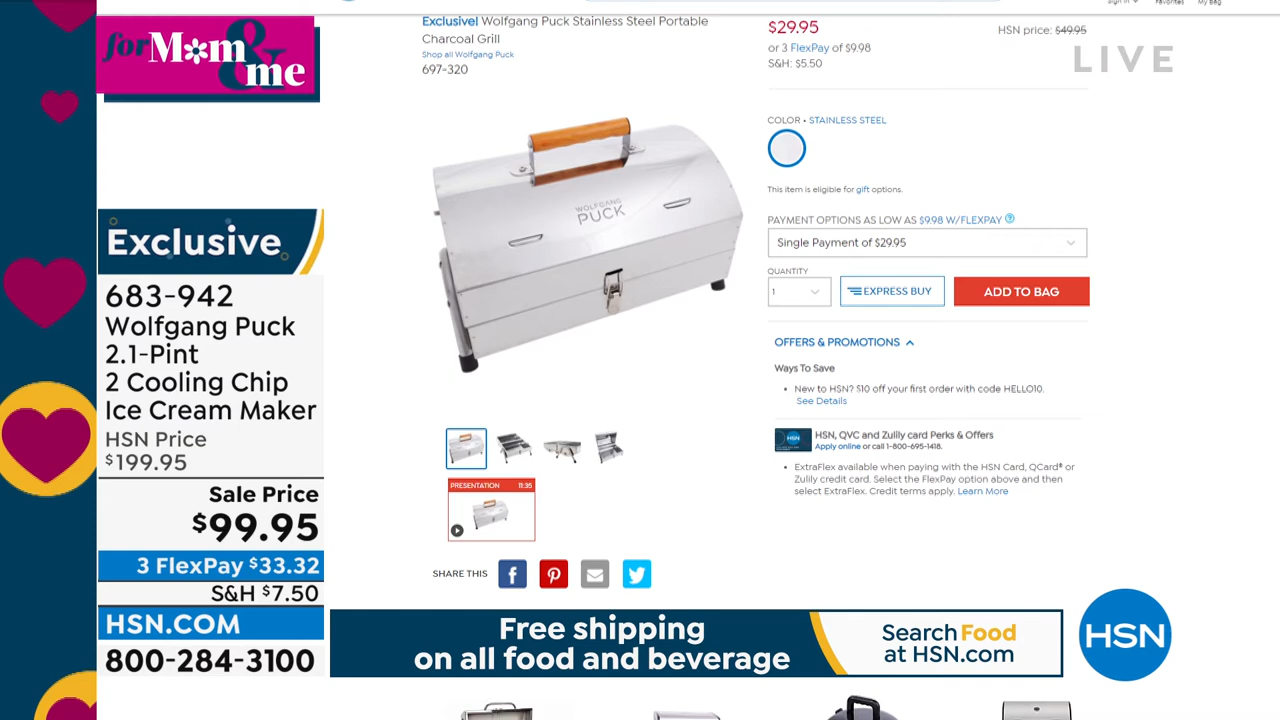 Sign In
Favorites
My Bag
for Mom
& me
Exclusive
683-942
Wolfgang Puck
2.1-Pint
2 Cooling Chip
Ice Cream Maker
HSN Price
$199.95
Sale Price
$99.95
3 FlexPay $33.32
S&H $7.50
HSN.COM
800-284-3100
Exclusive! Wolfgang Puck Stainless Steel Portable
Charcoal Grill
Shop all Wolfgang Puck
697-320
WOLFGANG
PUCK
PRESENTATION 11:35
SHARE THIS
$29.95
HSN price: $49.95
or 3 FlexPay of $9.98
S&H: $5.50
LIVE
COLOR • STAINLESS STEEL
This item is eligible for gift options.
PAYMENT OPTIONS AS LOW AS $9.98 W/FLEXPAY ?
Single Payment of $29.95
QUANTITY
1
EXPRESS BUY
ADD TO BAG
OFFERS & PROMOTIONS
Ways To Save
• New to HSN? $10 off your first order with code HELLO10.
See Details
HSN
HSN, QVC and Zulily card Perks & Offers
Apply online or call 1-800-695-1418.
• ExtraFlex available when paying with the HSN Card, QCard® or
Zulily credit card. Select the FlexPay option above and then
select ExtraFlex. Credit terms apply. Learn More
Free shipping
on all food and beverage
Search Food
at HSN.com
HSN